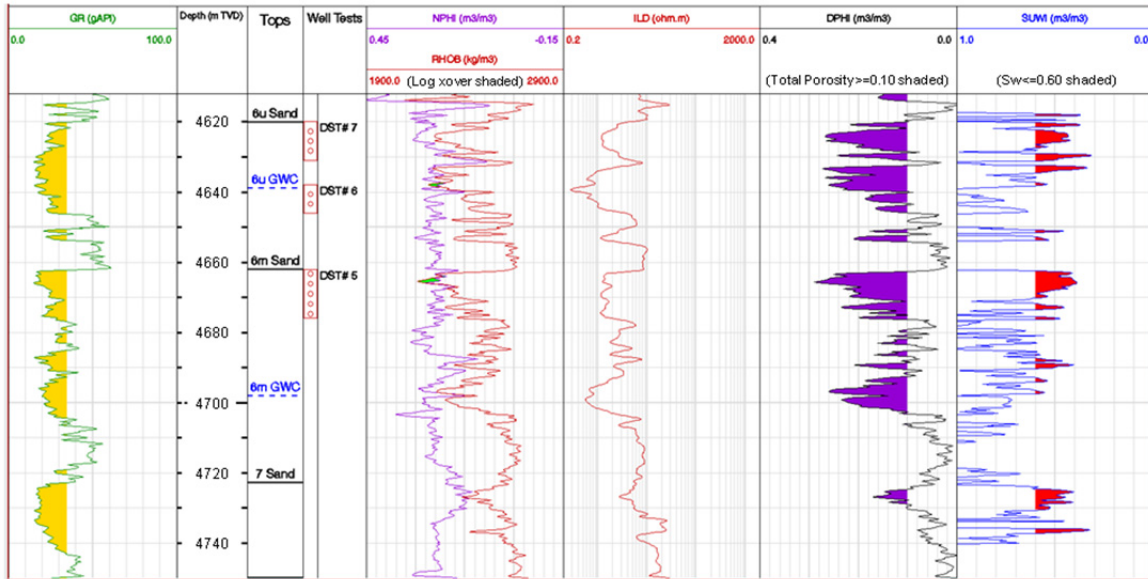 GR (gAPI)
0.0 100.0
Depth (m TVD)
Tops
Well Tests
NPHI (m3/m3)
0.45 -0.15
RHOB (kg/m3)
1900.0 (Log xover shaded) 2900.0
ILD (ohm.m)
0.2 2000.0
DPHI (m3/m3)
0.4 0.0
(Total Porosity>=0.10 shaded)
SUWI (m3/m3)
1.0 0.0
(Sw<=0.60 shaded)
6u Sand
4620
DST# 7
6u GWC
4640
DST# 6
6m Sand
4660
DST# 5
4680
6m GWC
4700
7 Sand
4720
4740